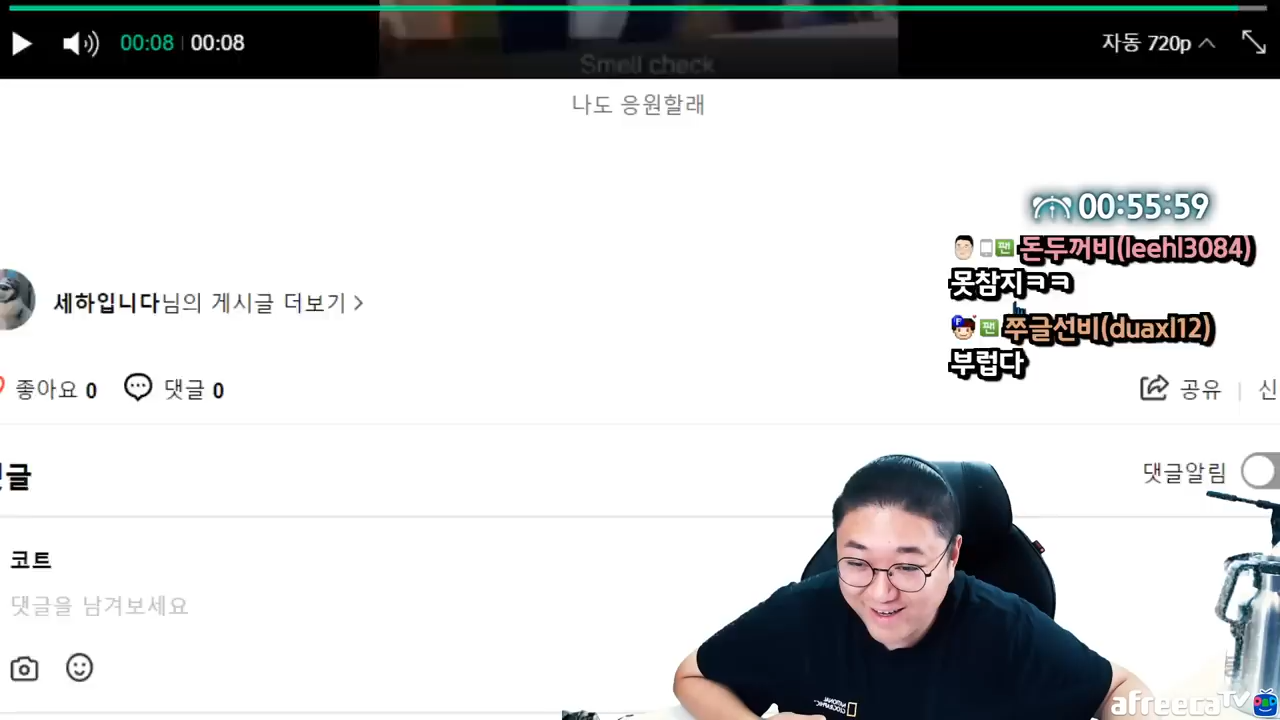 00:08 00:08
자동 720p
Smell check
나도 응원할래
00:55:59
팬 돈두꺼비(leehl3084)
못참지ㅋㅋ
팬 쭈글선비(duaxl12)
부럽다
세하입니다님의 게시글 더보기 >
좋아요 0 댓글 0
공유 | 신
댓글
댓글알림
코트
댓글을 남겨보세요
afreecaTV